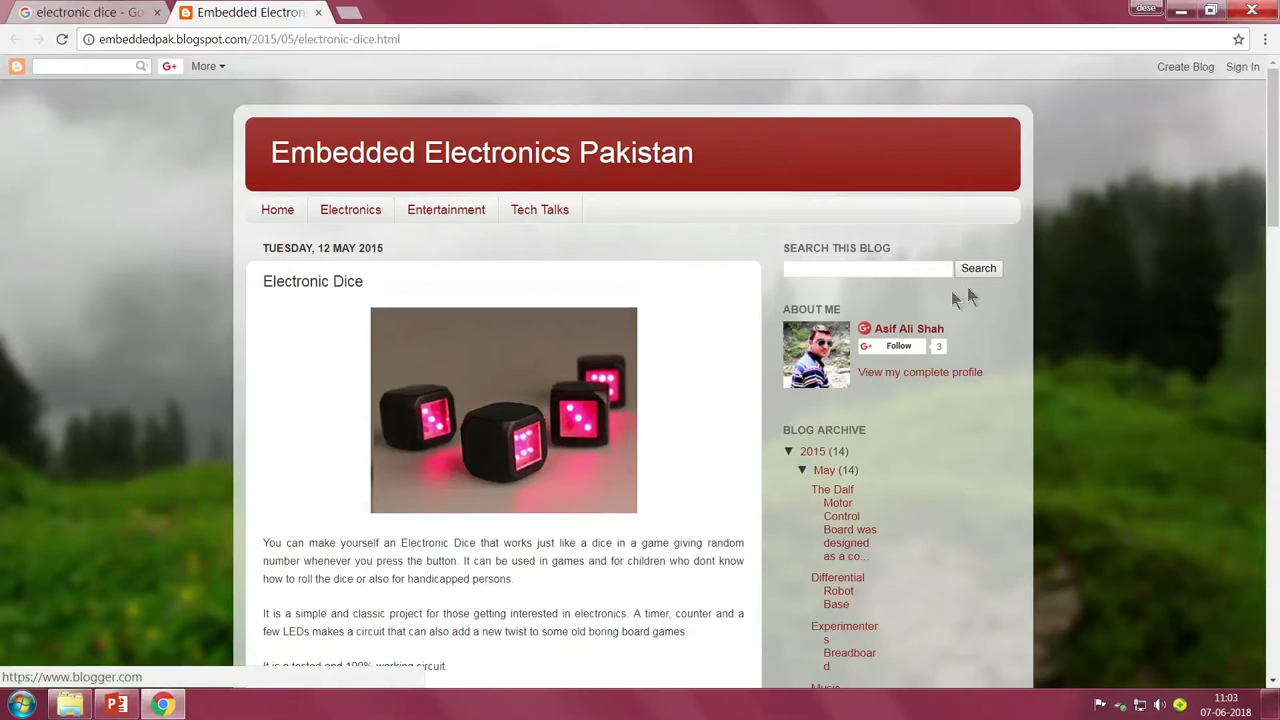 electronic dice - Go
Embedded Electron
dese
embeddedpak.blogspot.com/2015/05/electronic-dice.html
G+ More
Create Blog Sign In
Embedded Electronics Pakistan
Home Electronics Entertainment Tech Talks
TUESDAY, 12 MAY 2015
Electronic Dice
You can make yourself an Electronic Dice that works just like a dice in a game giving random
number whenever you press the button. It can be used in games and for children who dont know
how to roll the dice or also for handicapped persons.
It is a simple and classic project for those getting interested in electronics. A timer, counter and a
few LEDs makes a circuit that can also add a new twist to some old boring board games.
It is a tested and 100% working circuit.
SEARCH THIS BLOG
Search
ABOUT ME
Asif Ali Shah
G+ Follow 3
View my complete profile
BLOG ARCHIVE
▼ 2015 (14)
▼ May (14)
The Dalf
Motor
Control
Board was
designed
as a co...
Differential
Robot
Base
Experimenter
s
Breadboar
d
Music
https://www.blogger.com
11:03
07-06-2018